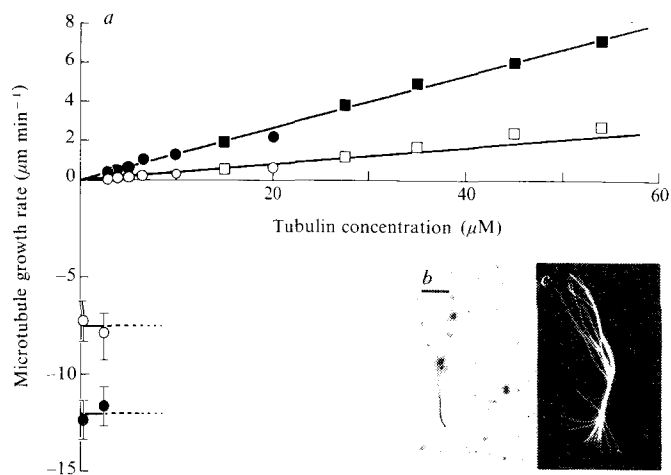 a
8
6
4
2
0
−5
−10
−15
20
40
60
Microtubule growth rate (μm min⁻¹)
Tubulin concentration (μM)
b
c